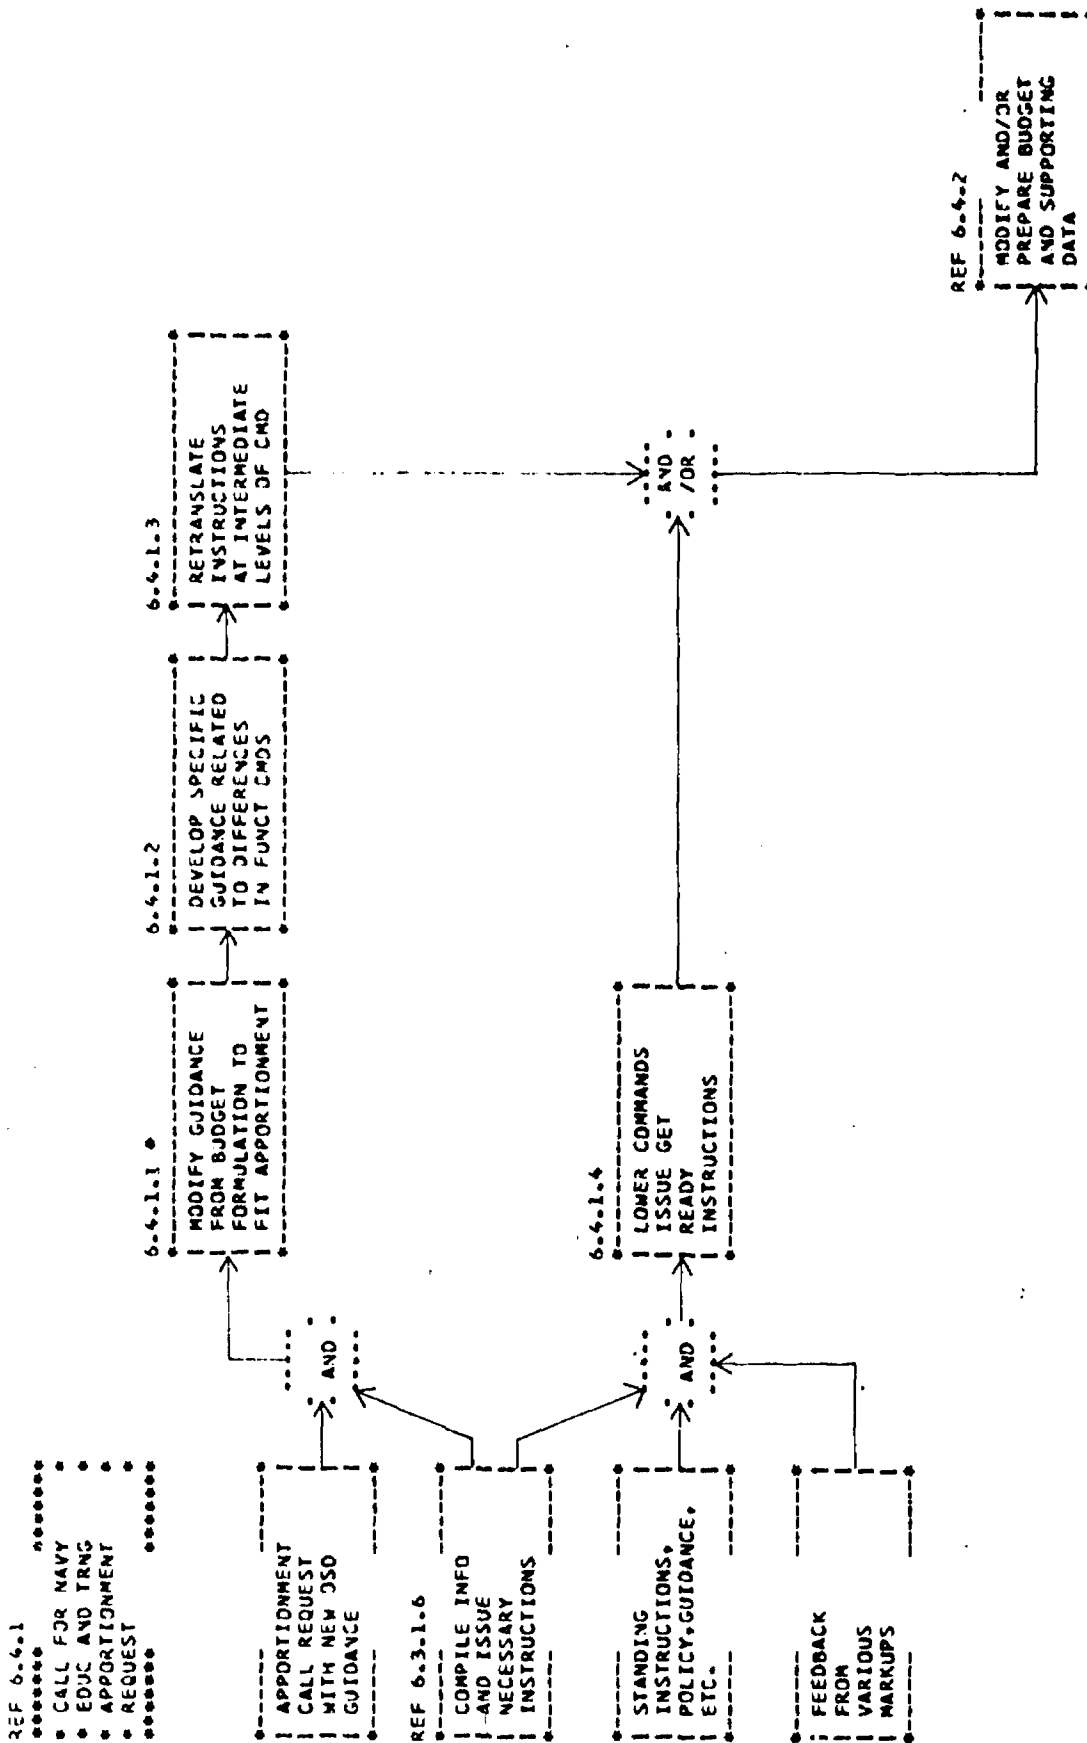 REF 6.4.1
CALL FOR NAVY
EDUC AND TRNG
APPORTIONMENT
REQUEST
APPORTIONMENT
CALL REQUEST
WITH NEW OSD
GUIDANCE
REF 6.3.1.6
COMPILE INFO
AND ISSUE
NECESSARY
INSTRUCTIONS
STANDING
INSTRUCTIONS,
POLICY,GUIDANCE,
ETC.
FEEDBACK
FROM
VARIOUS
MARKUPS
AND
AND
6.4.1.1 *
MODIFY GUIDANCE
FROM BUDGET
FORMULATION TO
FIT APPORTIONMENT
6.4.1.4
LOWER COMMANDS
ISSUE GET
READY
INSTRUCTIONS
6.4.1.2
DEVELOP SPECIFIC
GUIDANCE RELATED
TO DIFFERENCES
IN FUNCT CMDS
6.4.1.3
RETRANSLATE
INSTRUCTIONS
AT INTERMEDIATE
LEVELS OF CMD
AND
/OR
REF 6.4.2
MODIFY AND/OR
PREPARE BUDGET
AND SUPPORTING
DATA